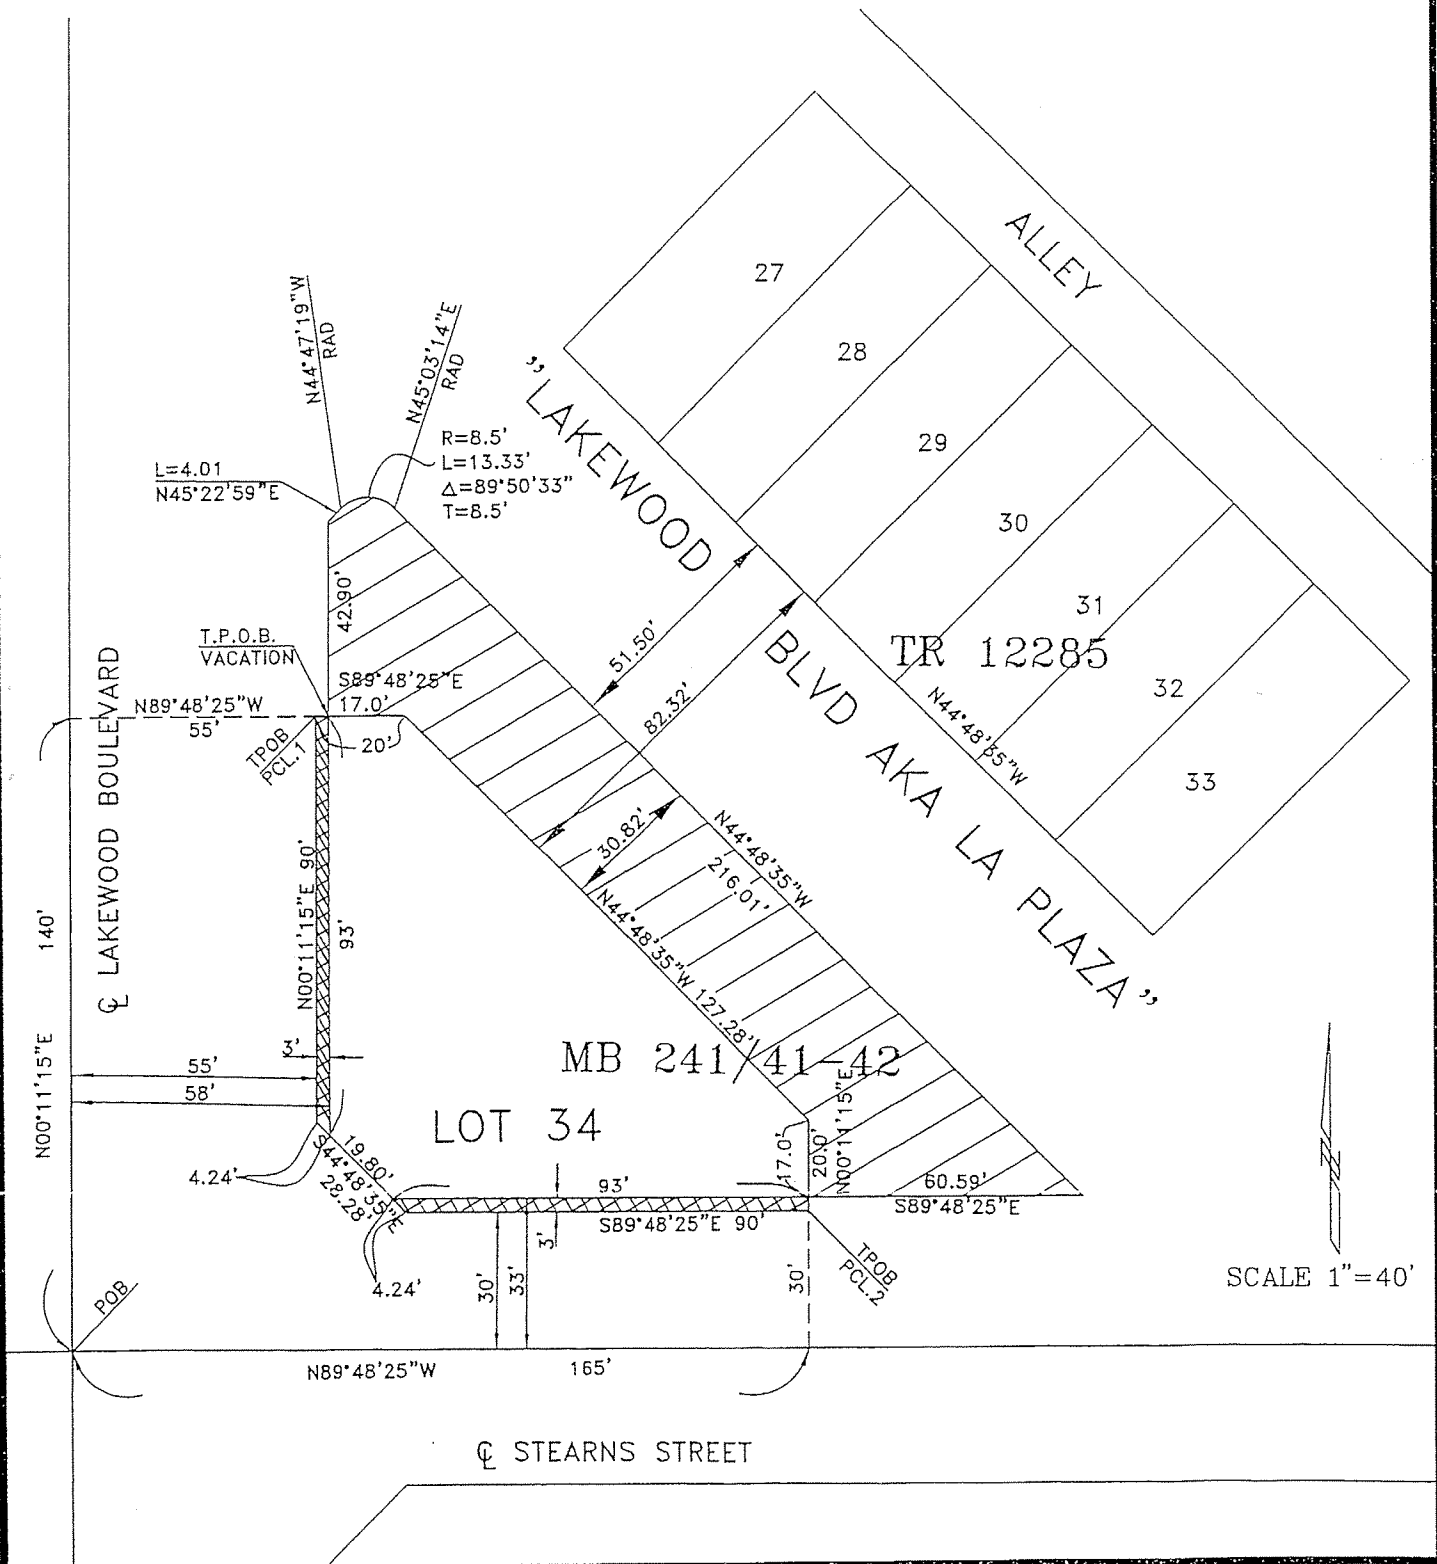 ALLEY
27
28
29
30
31
32
33
TR 12285
N44°48'35"W
"LAKEWOOD
BLVD AKA LA PLAZA"
N44°47'19"W
RAD
N45°03'14"E
RAD
R=8.5'
L=13.33'
Δ=89°50'33"
T=8.5'
L=4.01
N45°22'59"E
42.90'
51.50'
82.32'
30.82'
T.P.O.B.
VACATION
S89°48'25"E
17.0'
N89°48'25"W
55'
20'
TPOB
PCL.1
℄ LAKEWOOD BOULEVARD
N00°11'15"E 140'
N00°11'15"E 90'
93'
N44°48'35"W
216.01'
N44°48'35"W 127.28'
MB 241/41-42
LOT 34
3'
55'
58'
4.24'
19.80'
S44°48'35"E
28.28'
93'
S89°48'25"E 90'
3'
4.24'
30'
33'
17.0'
20.0'
N00°11'15"E
60.59'
S89°48'25"E
TPOB
PCL.2
30'
SCALE 1"=40'
POB
N89°48'25"W 165'
℄ STEARNS STREET